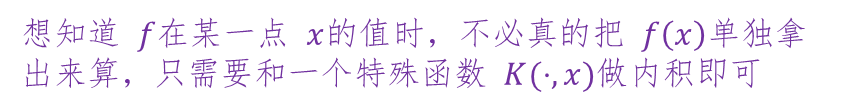 想知道 f在某一点 x的值时，不必真的把 f(x)单独拿
出来算，只需要和一个特殊函数 K(·,x)做内积即可